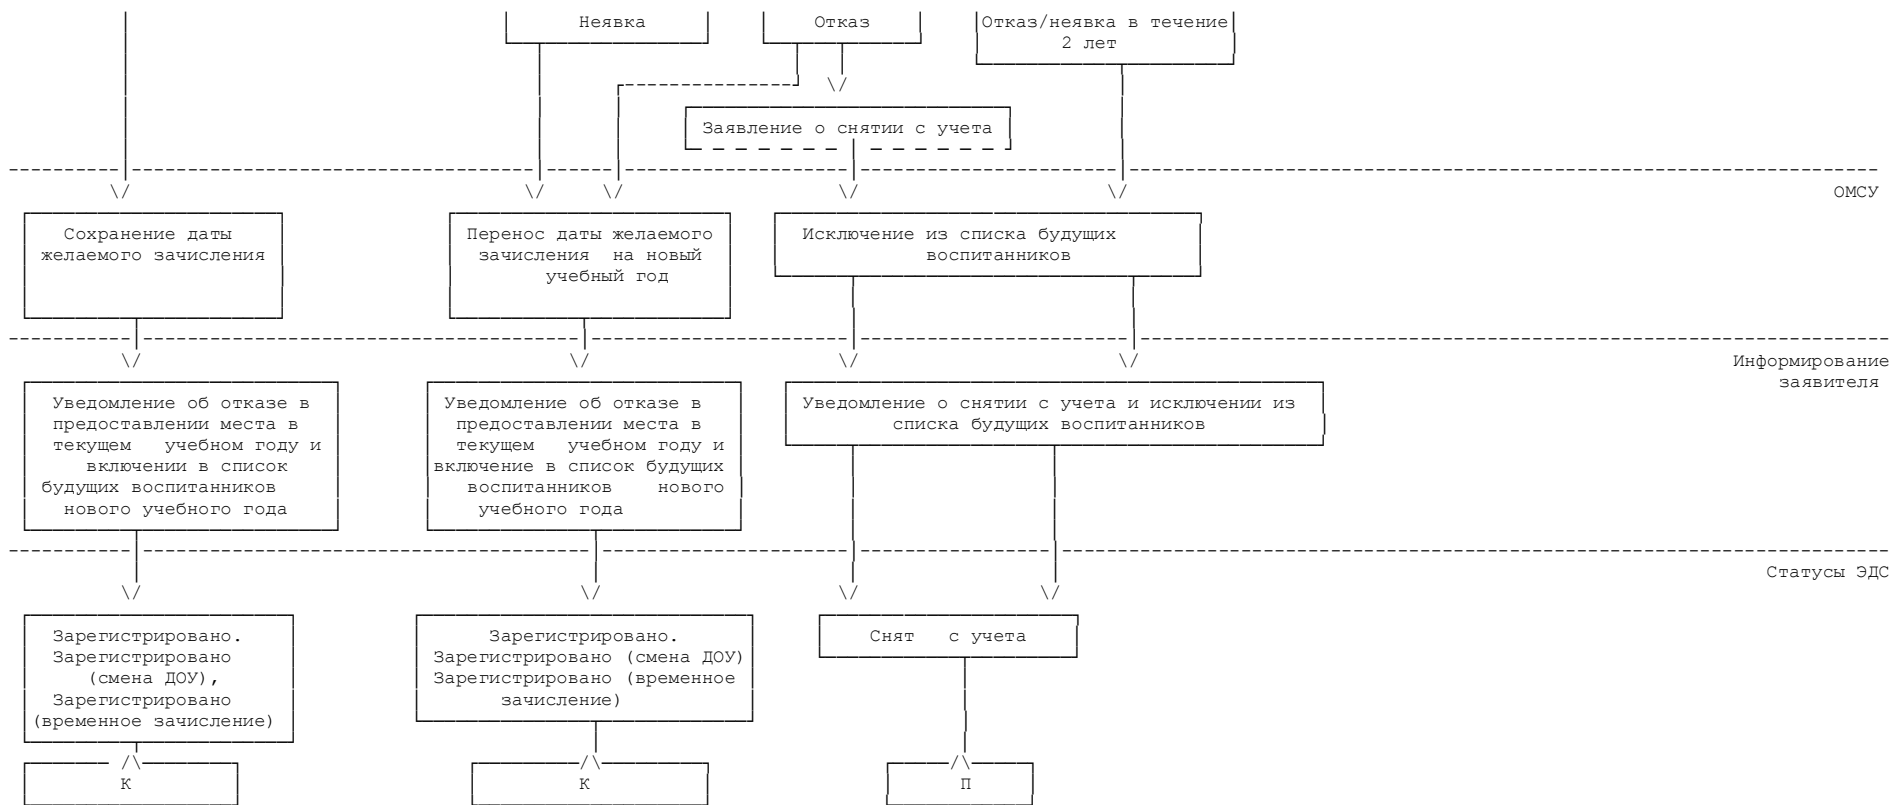 Неявка
Отказ
Отказ/неявка в течение
2 лет
Заявление о снятии с учета
ОМСУ
Сохранение даты
желаемого зачисления
Перенос даты желаемого
зачисления на новый
учебный год
Исключение из списка будущих
воспитанников
Информирование
заявителя
Уведомление об отказе в
предоставлении места в
текущем учебном году и
включении в список
будущих воспитанников
нового учебного года
Уведомление об отказе в
предоставлении места в
текущем учебном году и
включение в список будущих
воспитанников нового
учебного года
Уведомление о снятии с учета и исключении из
списка будущих воспитанников
Статусы ЭДС
Зарегистрировано.
Зарегистрировано
(смена ДОУ),
Зарегистрировано
(временное зачисление)
Зарегистрировано.
Зарегистрировано (смена ДОУ)
Зарегистрировано (временное
зачисление)
Снят с учета
К
К
П